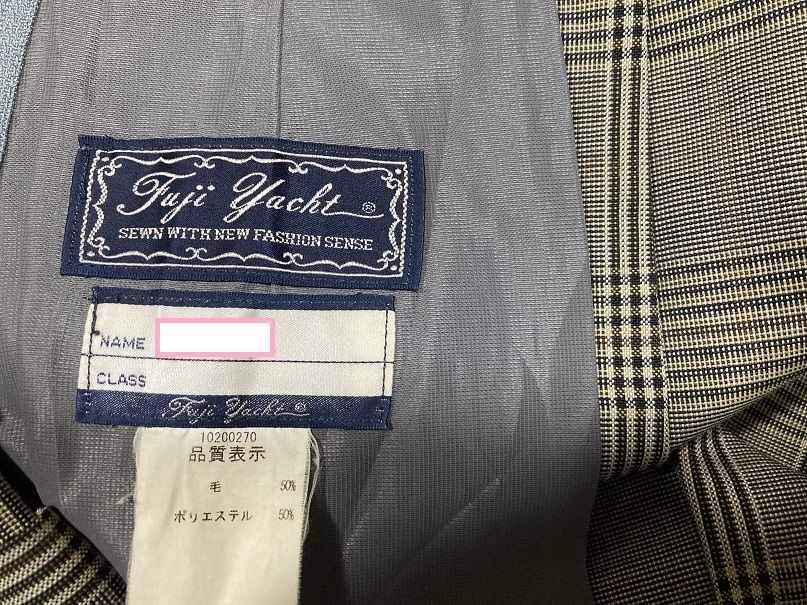 Fuji Yacht ®
SEWN WITH NEW FASHION SENSE
NAME
CLASS
Fuji Yacht ®
10200270
品質表示
毛 50%
ポリエステル 50%